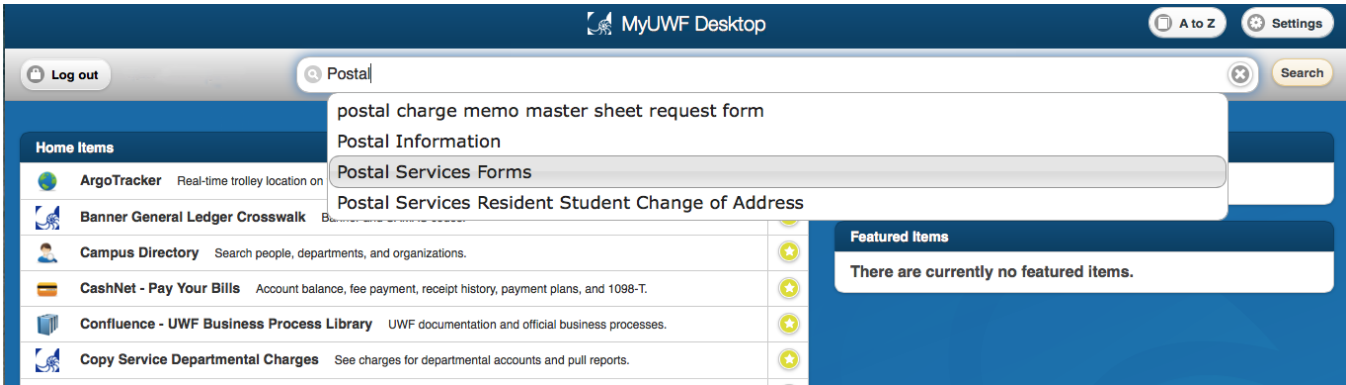 MyUWF Desktop
A to Z
Settings
Log out
Postal
Search
postal charge memo master sheet request form
Postal Information
Postal Services Forms
Postal Services Resident Student Change of Address
Home Items
ArgoTracker Real-time trolley location on
Banner General Ledger Crosswalk
Campus Directory Search people, departments, and organizations.
CashNet - Pay Your Bills Account balance, fee payment, receipt history, payment plans, and 1098-T.
Confluence - UWF Business Process Library UWF documentation and official business processes.
Copy Service Departmental Charges See charges for departmental accounts and pull reports.
Featured Items
There are currently no featured items.